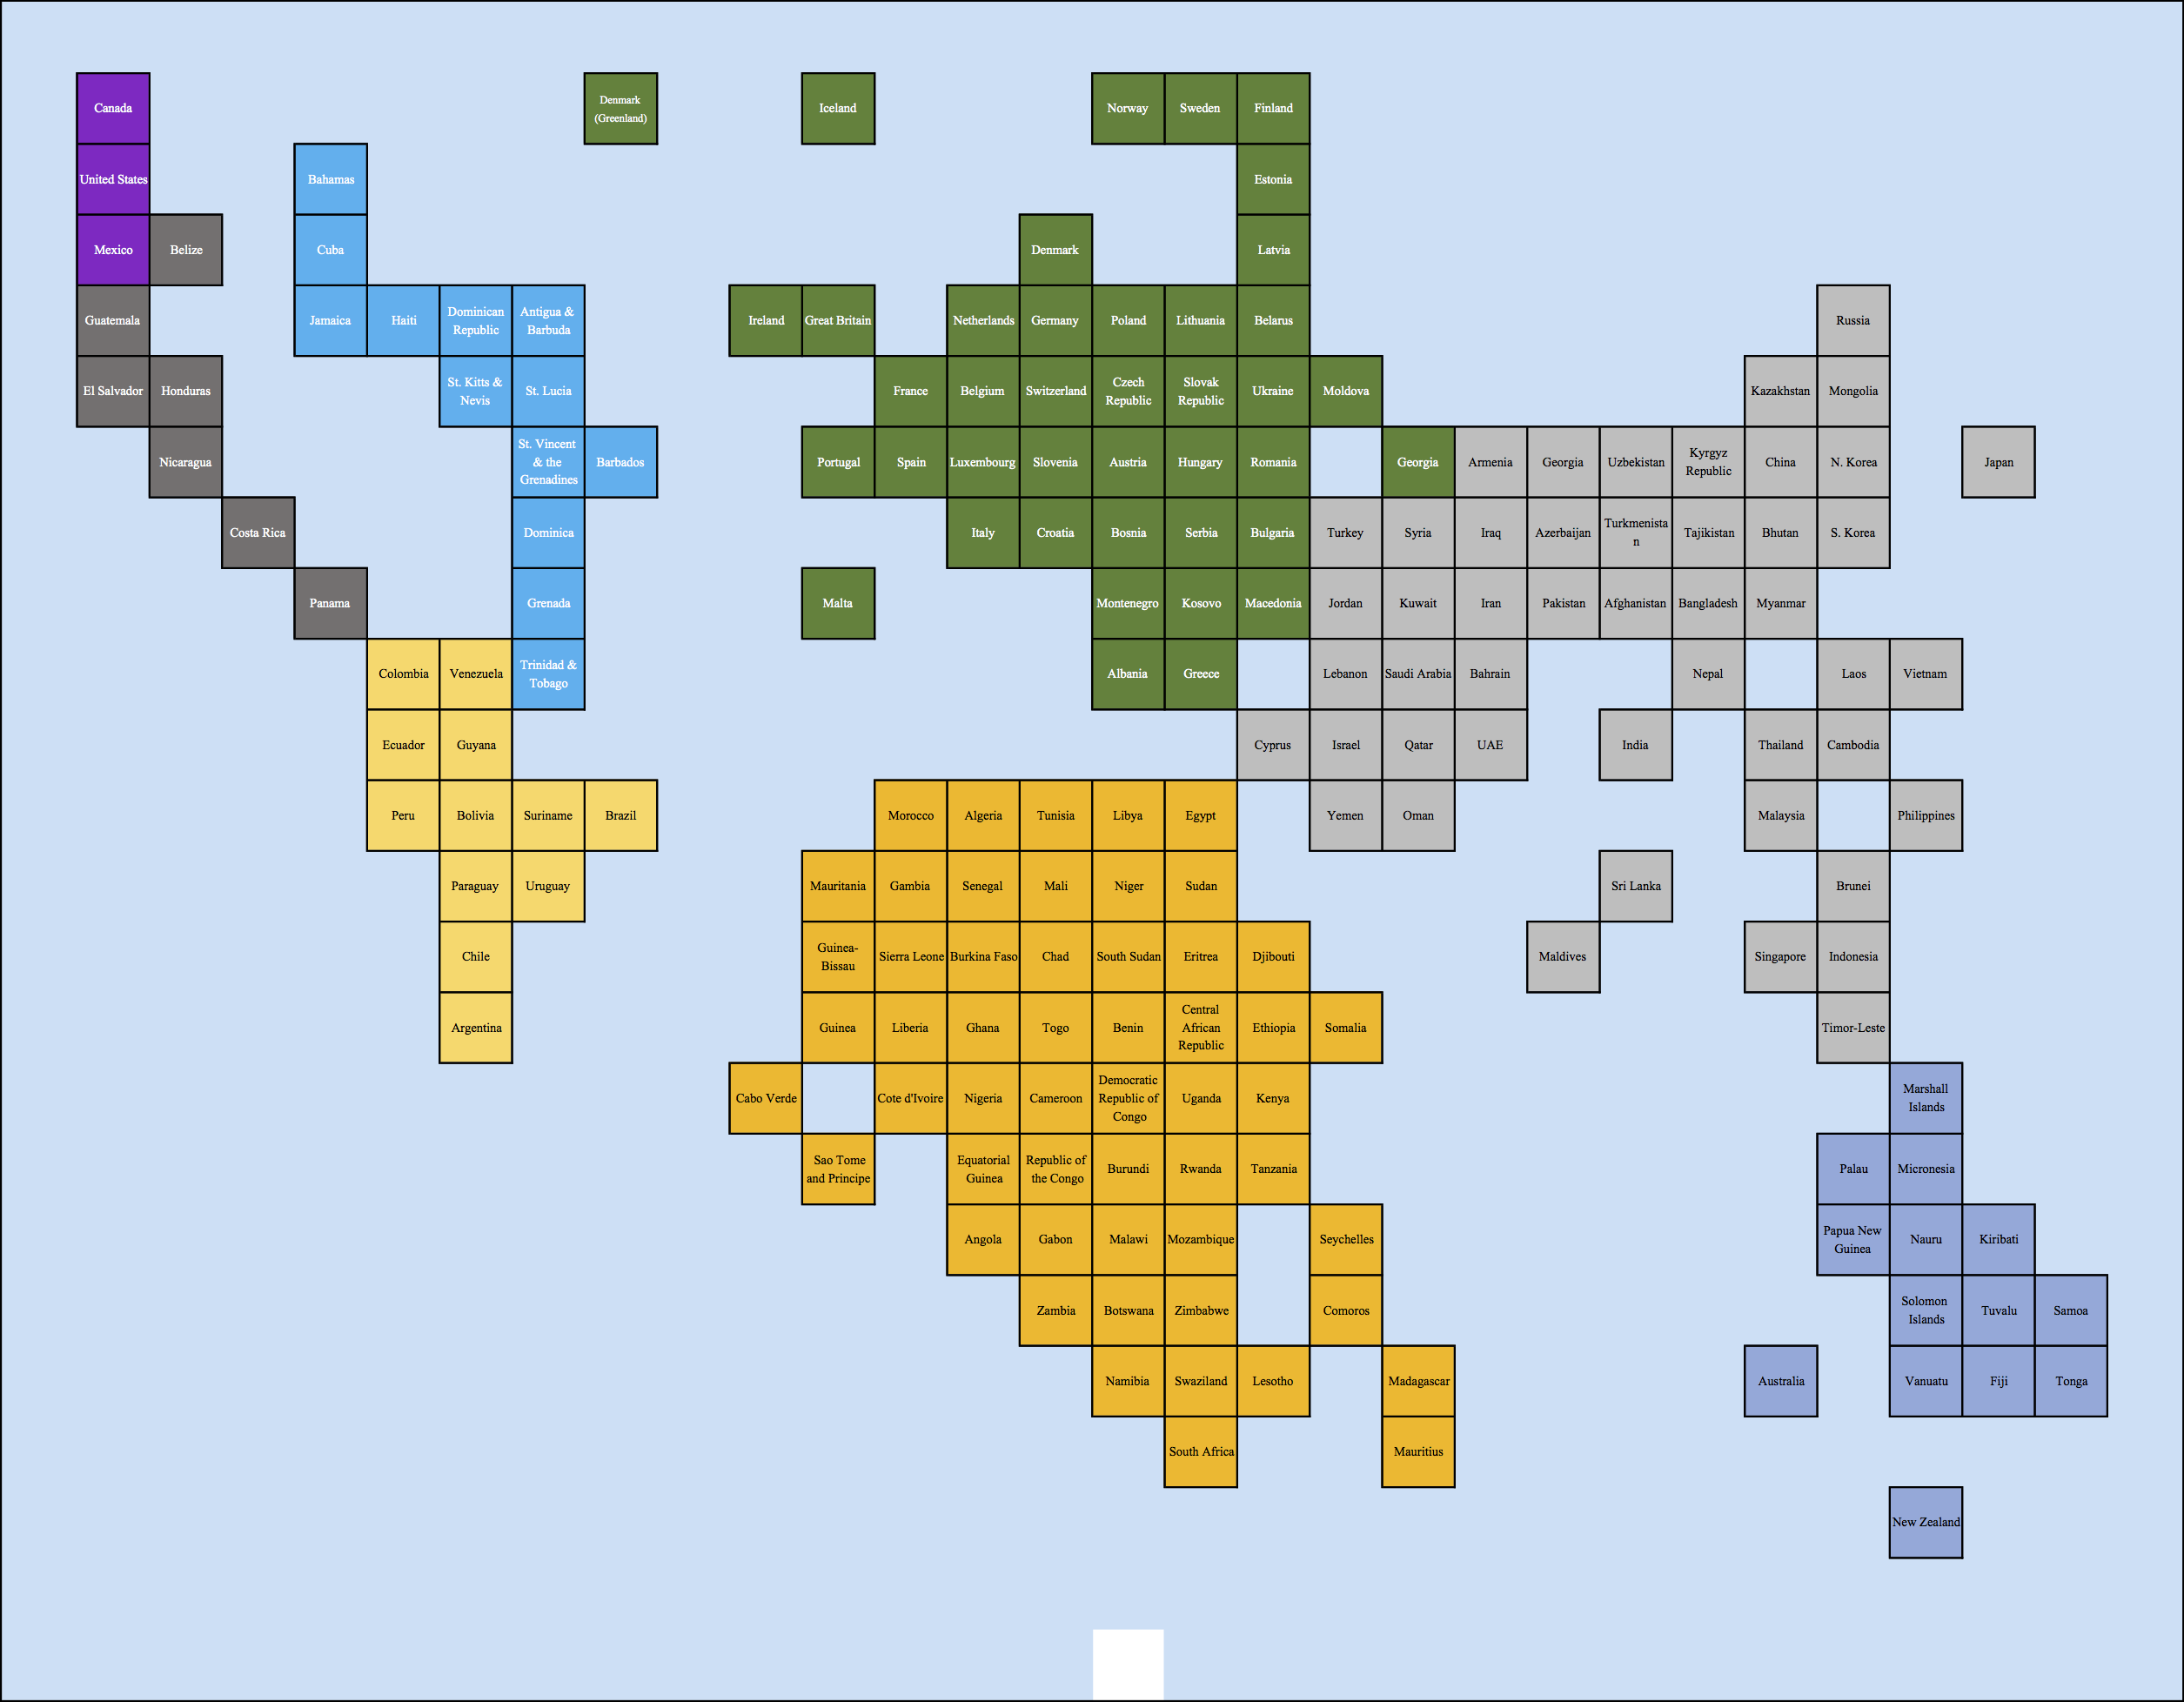 Canada
Denmark
(Greenland)
Iceland
Norway
Sweden
Finland
United States
Bahamas
Estonia
Mexico
Belize
Cuba
Denmark
Latvia
Guatemala
Jamaica
Haiti
Dominican
Republic
Antigua &
Barbuda
Ireland
Great Britain
Netherlands
Germany
Poland
Lithuania
Belarus
Russia
El Salvador
Honduras
St. Kitts &
Nevis
St. Lucia
France
Belgium
Switzerland
Czech
Republic
Slovak
Republic
Ukraine
Moldova
Kazakhstan
Mongolia
Nicaragua
St. Vincent
& the
Grenadines
Barbados
Portugal
Spain
Luxembourg
Slovenia
Austria
Hungary
Romania
Georgia
Armenia
Georgia
Uzbekistan
Kyrgyz
Republic
China
N. Korea
Japan
Costa Rica
Dominica
Italy
Croatia
Bosnia
Serbia
Bulgaria
Turkey
Syria
Iraq
Azerbaijan
Turkmenista
n
Tajikistan
Bhutan
S. Korea
Panama
Grenada
Malta
Montenegro
Kosovo
Macedonia
Jordan
Kuwait
Iran
Pakistan
Afghanistan
Bangladesh
Myanmar
Colombia
Venezuela
Trinidad &
Tobago
Albania
Greece
Lebanon
Saudi Arabia
Bahrain
Nepal
Laos
Vietnam
Ecuador
Guyana
Cyprus
Israel
Qatar
UAE
India
Thailand
Cambodia
Peru
Bolivia
Suriname
Brazil
Morocco
Algeria
Tunisia
Libya
Egypt
Yemen
Oman
Malaysia
Philippines
Paraguay
Uruguay
Mauritania
Gambia
Senegal
Mali
Niger
Sudan
Sri Lanka
Brunei
Chile
Guinea-
Bissau
Sierra Leone
Burkina Faso
Chad
South Sudan
Eritrea
Djibouti
Maldives
Singapore
Indonesia
Argentina
Guinea
Liberia
Ghana
Togo
Benin
Central
African
Republic
Ethiopia
Somalia
Timor-Leste
Cabo Verde
Cote d'Ivoire
Nigeria
Cameroon
Democratic
Republic of
Congo
Uganda
Kenya
Marshall
Islands
Sao Tome
and Principe
Equatorial
Guinea
Republic of
the Congo
Burundi
Rwanda
Tanzania
Palau
Micronesia
Angola
Gabon
Malawi
Mozambique
Seychelles
Papua New
Guinea
Nauru
Kiribati
Zambia
Botswana
Zimbabwe
Comoros
Solomon
Islands
Tuvalu
Samoa
Namibia
Swaziland
Lesotho
Madagascar
Australia
Vanuatu
Fiji
Tonga
South Africa
Mauritius
New Zealand